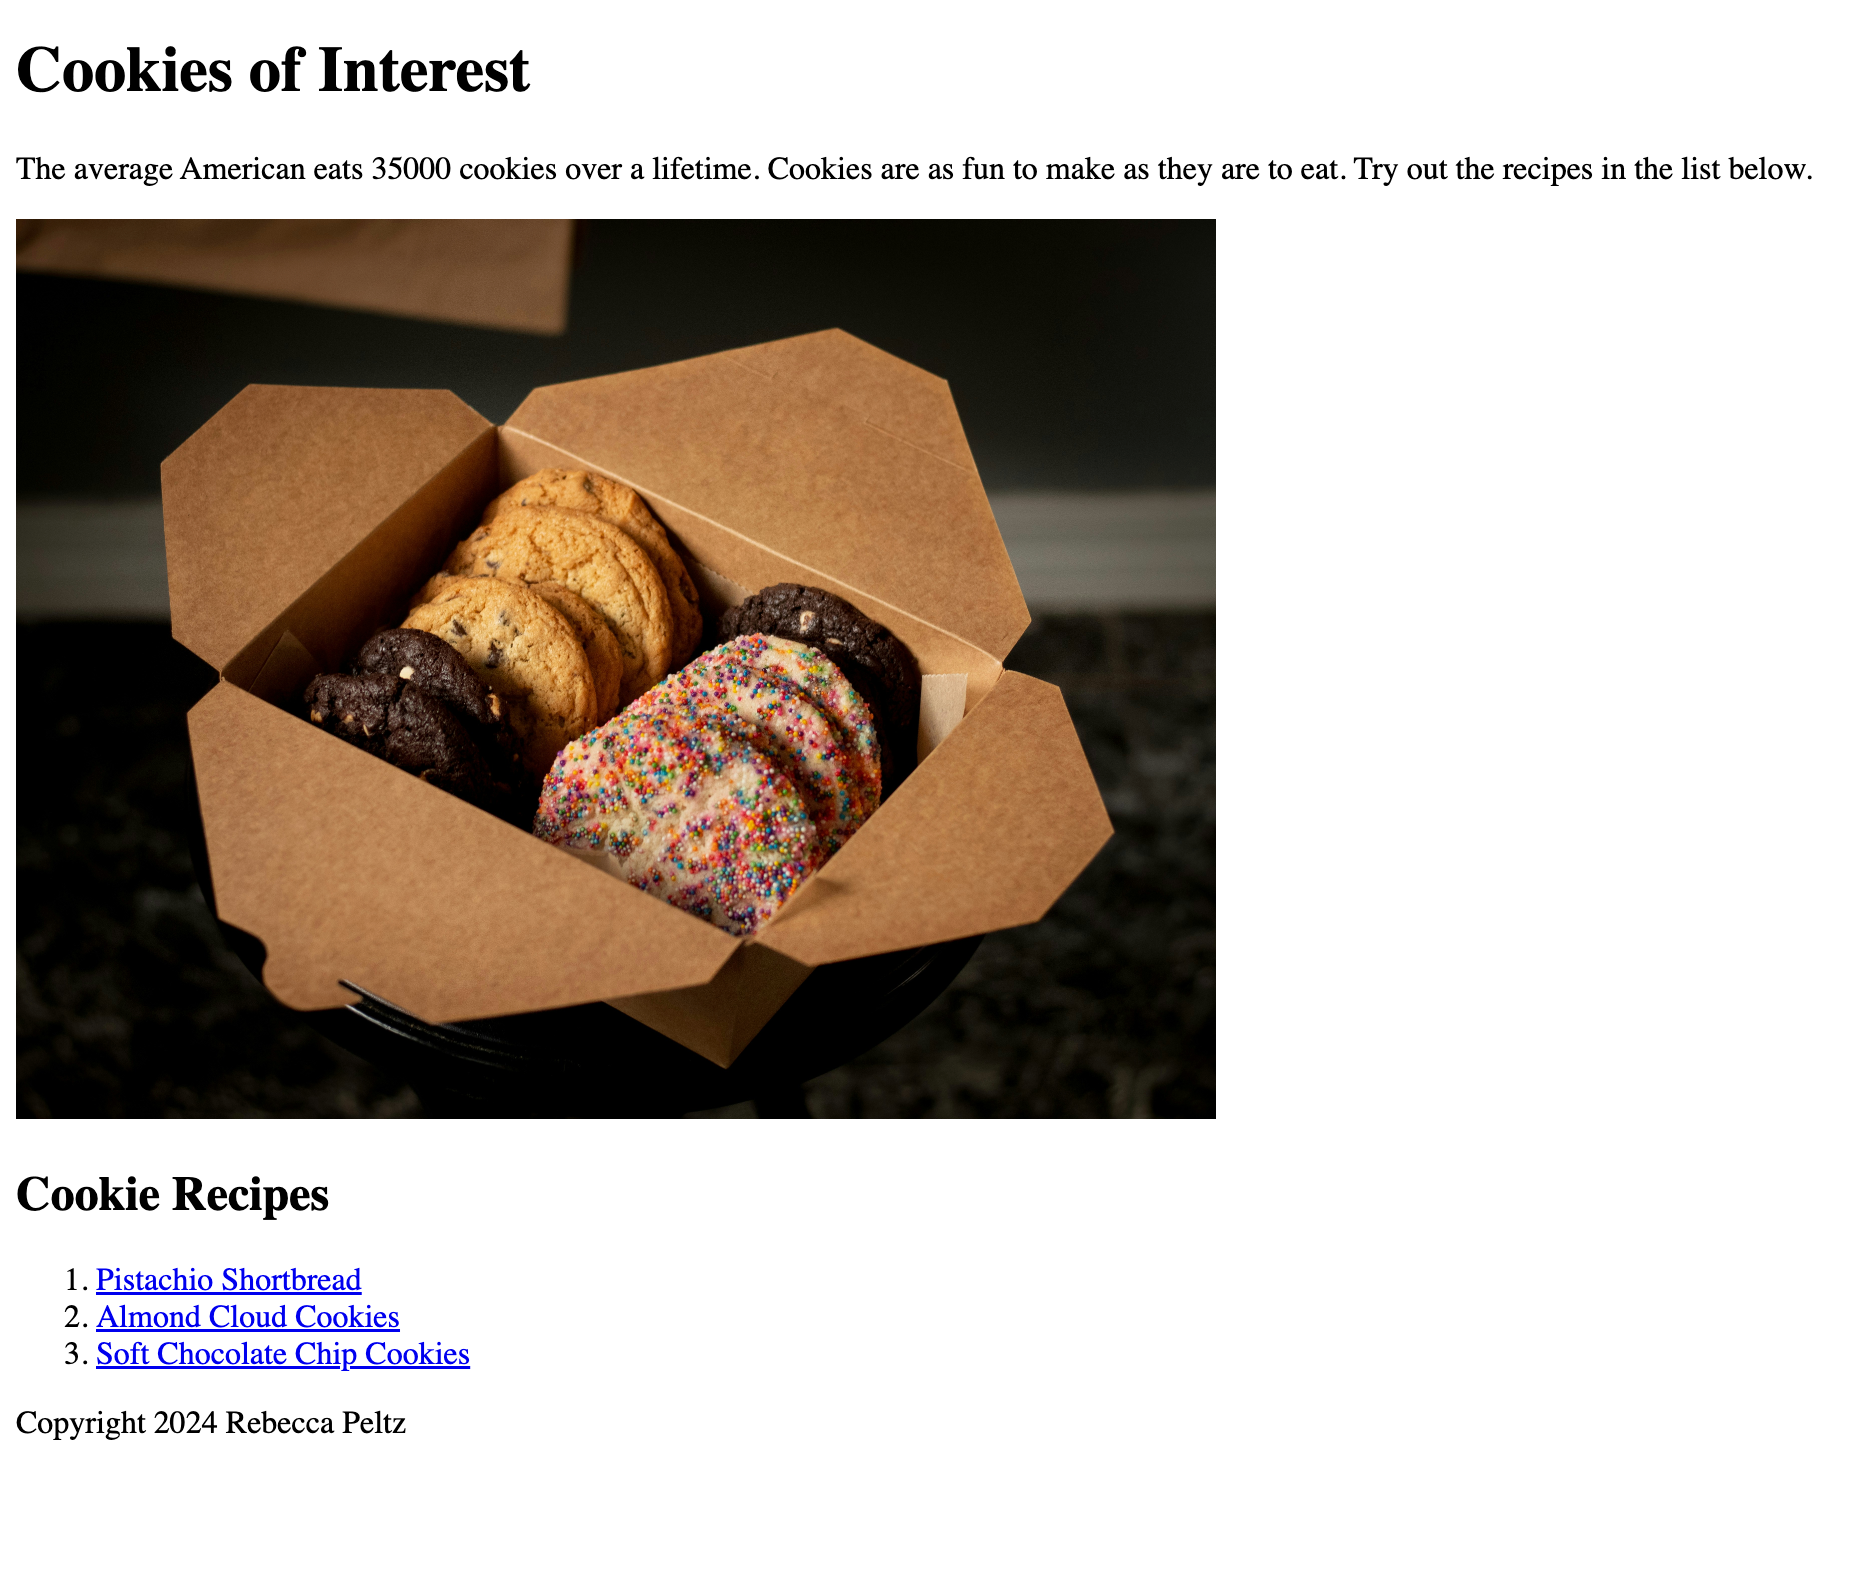 Cookies of Interest
The average American eats 35000 cookies over a lifetime. Cookies are as fun to make as they are to eat. Try out the recipes in the list below.
Cookie Recipes
1. Pistachio Shortbread
2. Almond Cloud Cookies
3. Soft Chocolate Chip Cookies
Copyright 2024 Rebecca Peltz